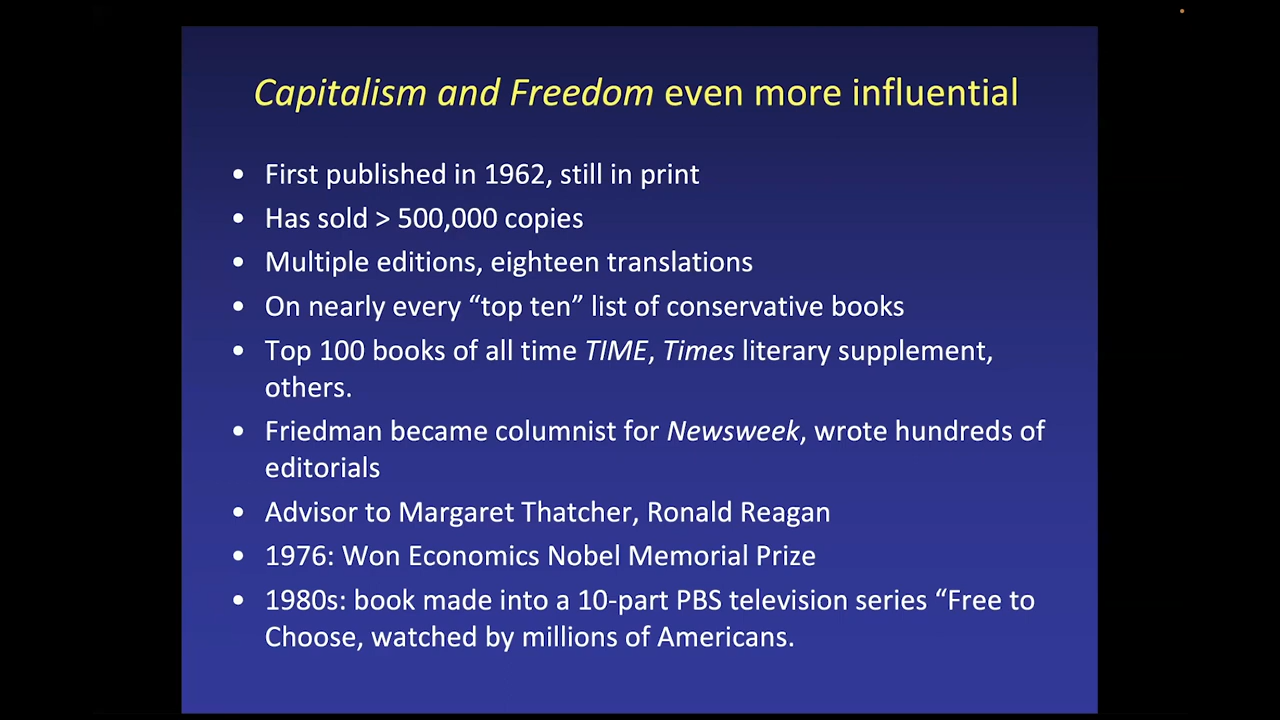 Capitalism and Freedom even more influential
• First published in 1962, still in print
• Has sold > 500,000 copies
• Multiple editions, eighteen translations
• On nearly every “top ten” list of conservative books
• Top 100 books of all time TIME, Times literary supplement,
others.
• Friedman became columnist for Newsweek, wrote hundreds of
editorials
• Advisor to Margaret Thatcher, Ronald Reagan
• 1976: Won Economics Nobel Memorial Prize
• 1980s: book made into a 10-part PBS television series “Free to
Choose, watched by millions of Americans.